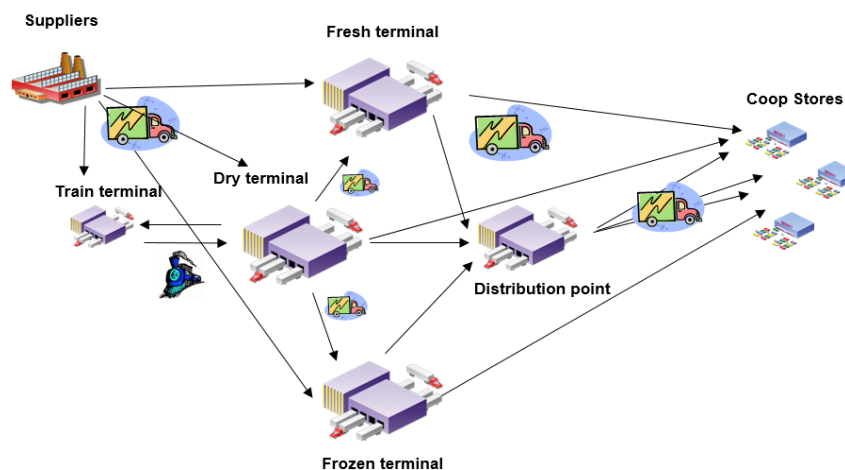 Suppliers
Fresh terminal
Coop Stores
Train terminal
Dry terminal
Distribution point
Frozen terminal